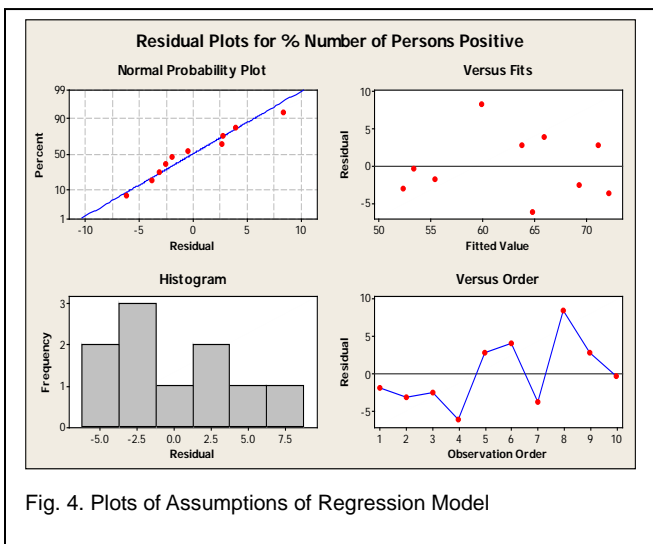 Residual Plots for % Number of Persons Positive
Normal Probability Plot
99
90
50
10
1
Percent
-10 -5 0 5 10
Residual
Versus Fits
10
5
0
-5
Residual
50 55 60 65 70
Fitted Value
Histogram
3
2
1
0
Frequency
-5.0 -2.5 0.0 2.5 5.0 7.5
Residual
Versus Order
10
5
0
-5
Residual
1 2 3 4 5 6 7 8 9 10
Observation Order
Fig. 4. Plots of Assumptions of Regression Model